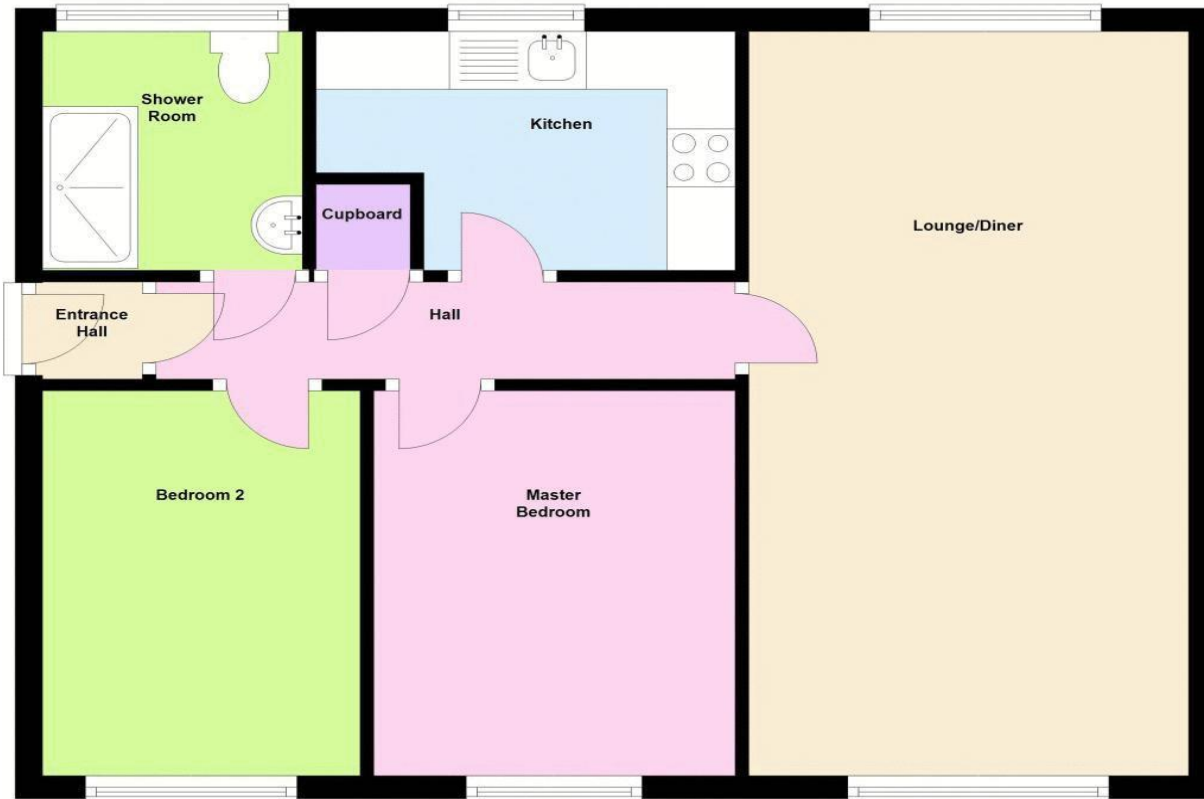 Shower
Room
Kitchen
Cupboard
Lounge/Diner
Entrance
Hall
Hall
Bedroom 2
Master
Bedroom